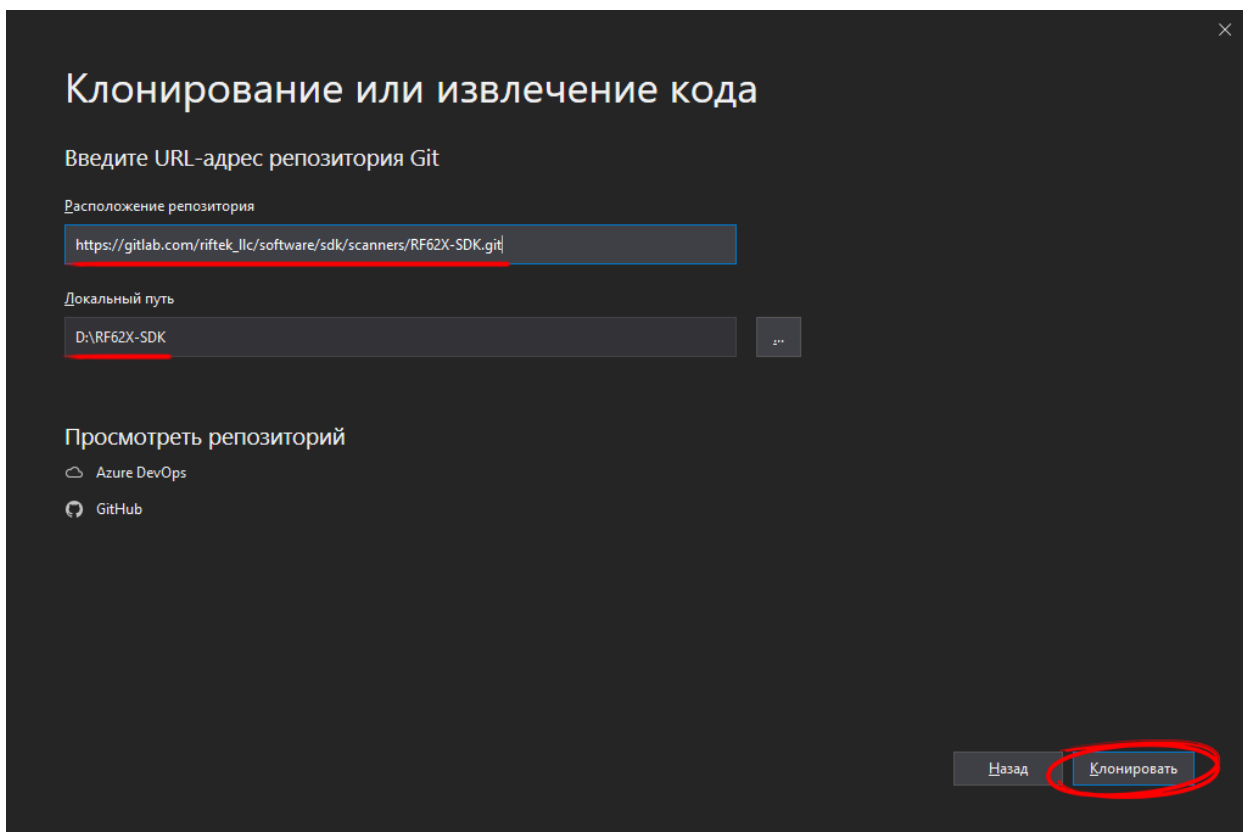 Клонирование или извлечение кода
Введите URL-адрес репозитория Git
Расположение репозитория
https://gitlab.com/riftek_llc/software/sdk/scanners/RF62X-SDK.git
Локальный путь
D:\RF62X-SDK
...
Просмотреть репозиторий
Azure DevOps
GitHub
Назад
Клонировать